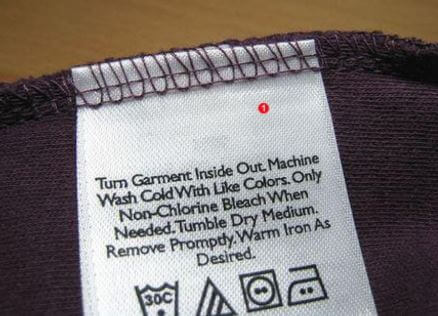 1
Turn Garment Inside Out. Machine
Wash Cold With Like Colors. Only
Non-Chlorine Bleach When
Needed. Tumble Dry Medium.
Remove Promptly. Warm Iron As
Desired.
30C